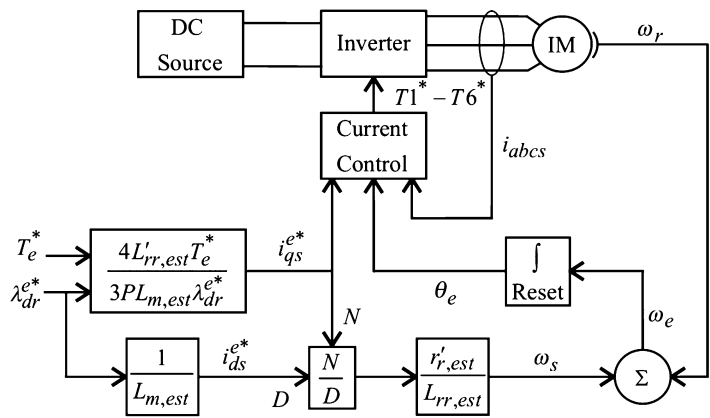 DC
Source
Inverter
IM
ω_r
T1* – T6*
Current
Control
i_abcs
T_e*
λ_dr^e*
4L′_rr,est T_e*
3PL_m,est λ_dr^e*
i_qs^e*
θ_e
∫
Reset
ω_e
N
1
L_m,est
i_ds^e*
D
N
D
r′_r,est
L_rr,est
ω_s
Σ